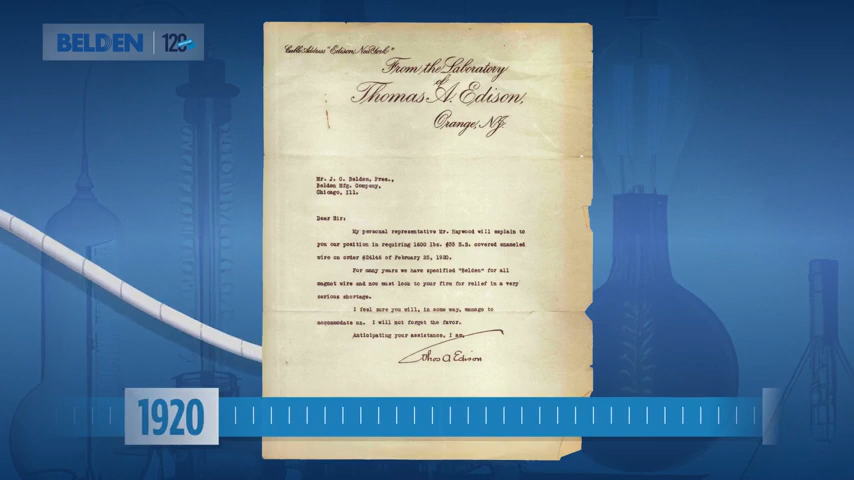 BELDEN | 120
Cable Address "Edison, New York"
From the Laboratory
of
Thomas A. Edison,
Orange, N.J.
Mr. J. C. Belden, Pres.,
Belden Mfg. Company,
Chicago, Ill.
Dear Sir:
My personal representative Mr. Haywood will explain to
you our position in requiring 1600 lbs. #35 S.S. covered enameled
wire on order of February 25, 1920.
For many years we have specified "Belden" for all
magnet wire and now must look to your firm for relief in a very
serious shortage.
I feel sure you will, in some way, manage to
accommodate us. I will not forget the favor.
Anticipating your assistance, I am,
Thos A Edison
1920